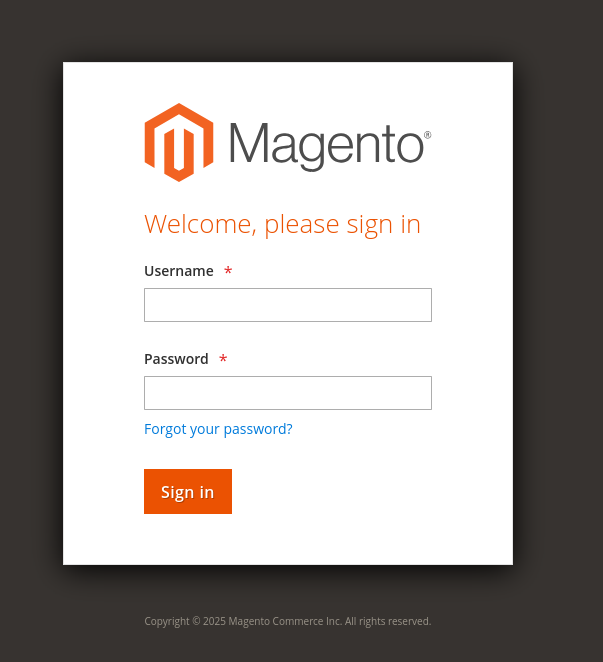 Magento®
Welcome, please sign in
Username *
Password *
Forgot your password?
Sign in
Copyright © 2025 Magento Commerce Inc. All rights reserved.